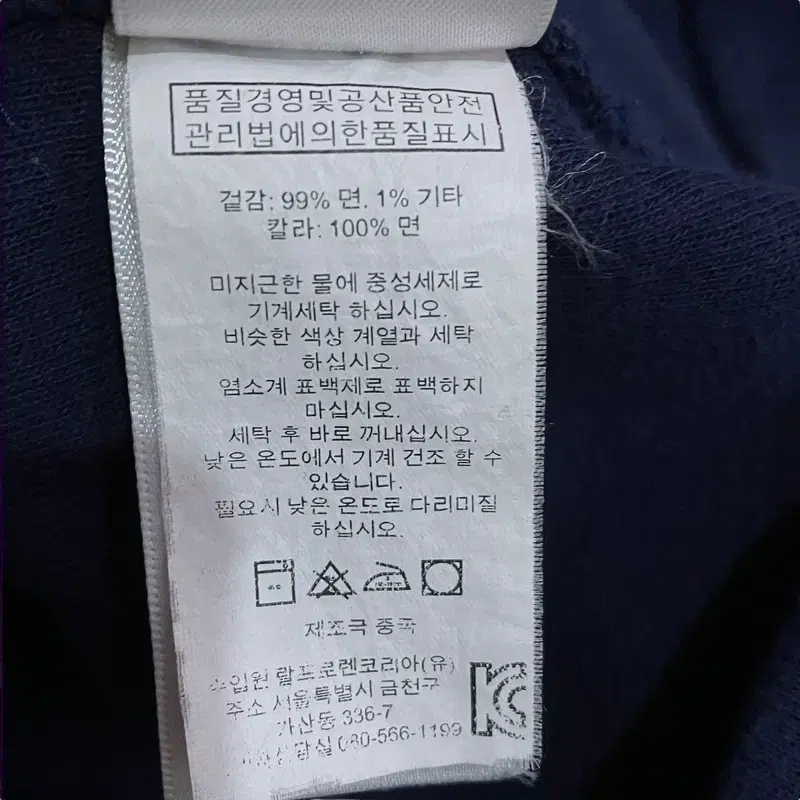 품질경영및공산품안전
관리법에의한품질표시
겉감: 99% 면, 1% 기타
칼라: 100% 면
미지근한 물에 중성세제로
기계세탁 하십시오.
비슷한 색상 계열과 세탁
하십시오.
염소계 표백제로 표백하지
마십시오.
세탁 후 바로 꺼내십시오.
낮은 온도에서 기계 건조 할 수
있습니다.
필요시 낮은 온도로 다리미질
하십시오.
제조국 중국
수입원 랄프로렌코리아(유)
주소 서울특별시 금천구
가산동 336-7
080-566-1199